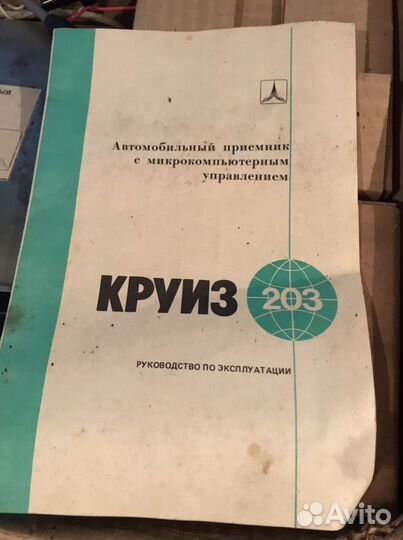 Автомобильный приемник
с микрокомпьютерным
управлением
КРУИЗ 203
РУКОВОДСТВО ПО ЭКСПЛУАТАЦИИ
Avito